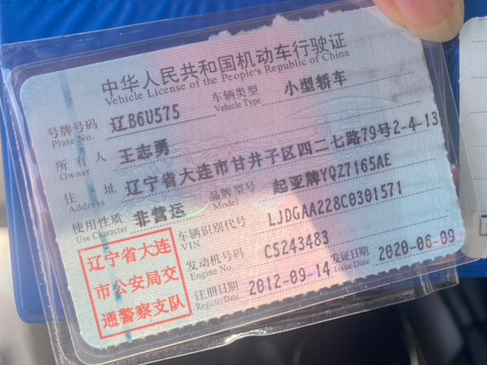 中华人民共和国机动车行驶证
Vehicle License of the People's Republic of China
号牌号码 辽B6U575 车辆类型 小型轿车
Plate No. Vehicle Type
所有人 王志勇
Owner
住址 辽宁省大连市甘井子区四二七路79号2-4-13
Address
使用性质 非营运 品牌型号 起亚牌YQZ7165AE
Use Character Model
车辆识别代号 LJDGAA228C0301571
VIN
发动机号码 C5243483
Engine No.
注册日期 2012-09-14 发证日期 2020-06-09
Register Date Issue Date
辽宁省大连
市公安局交
通警察支队